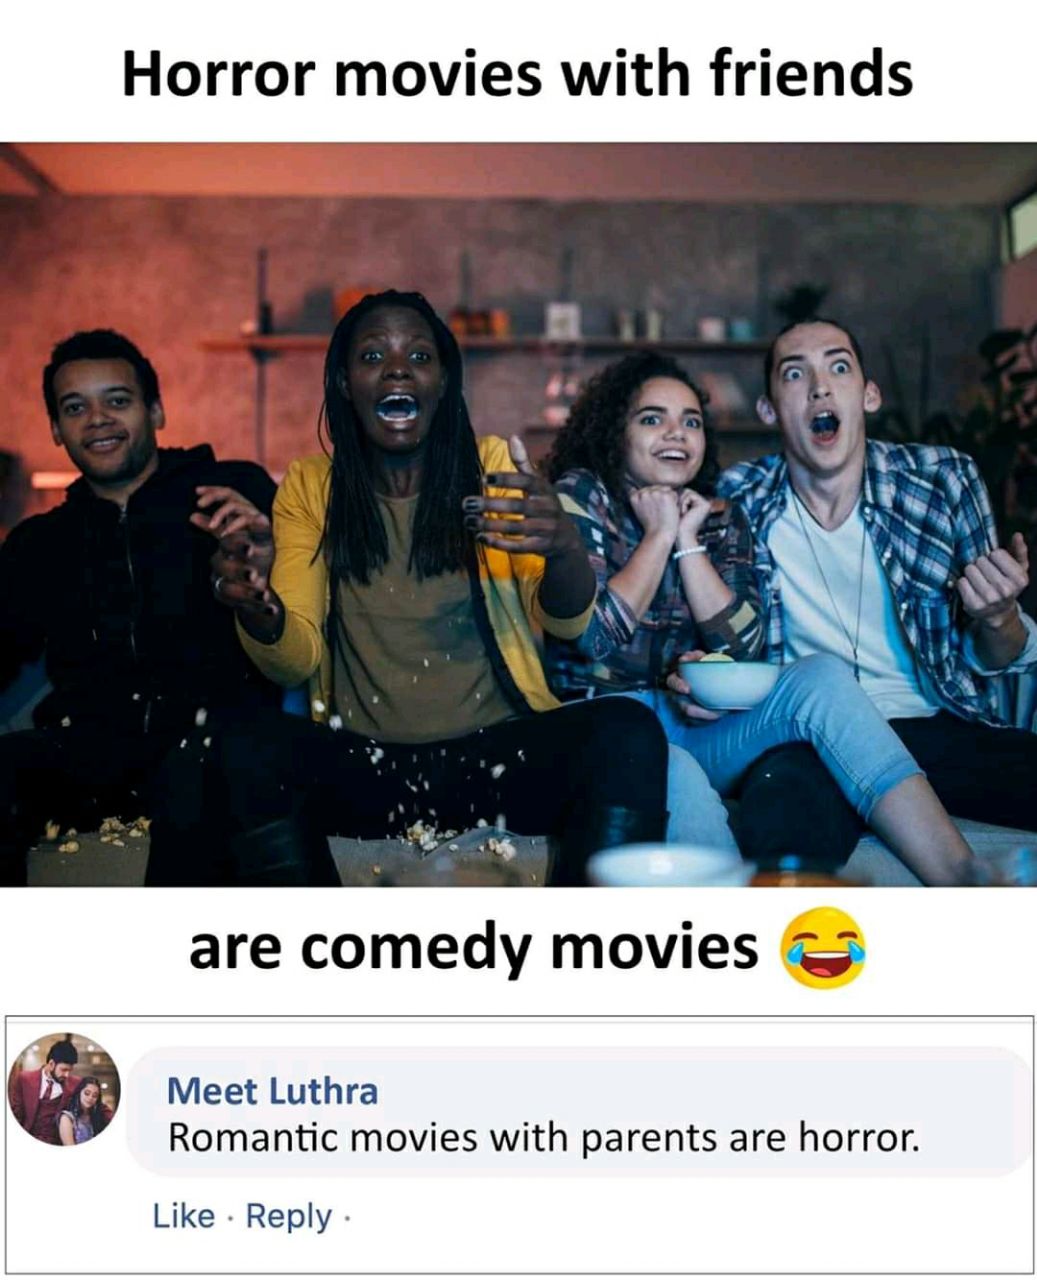 Horror movies with friends
are comedy movies 😂
Meet Luthra
Romantic movies with parents are horror.
Like · Reply ·